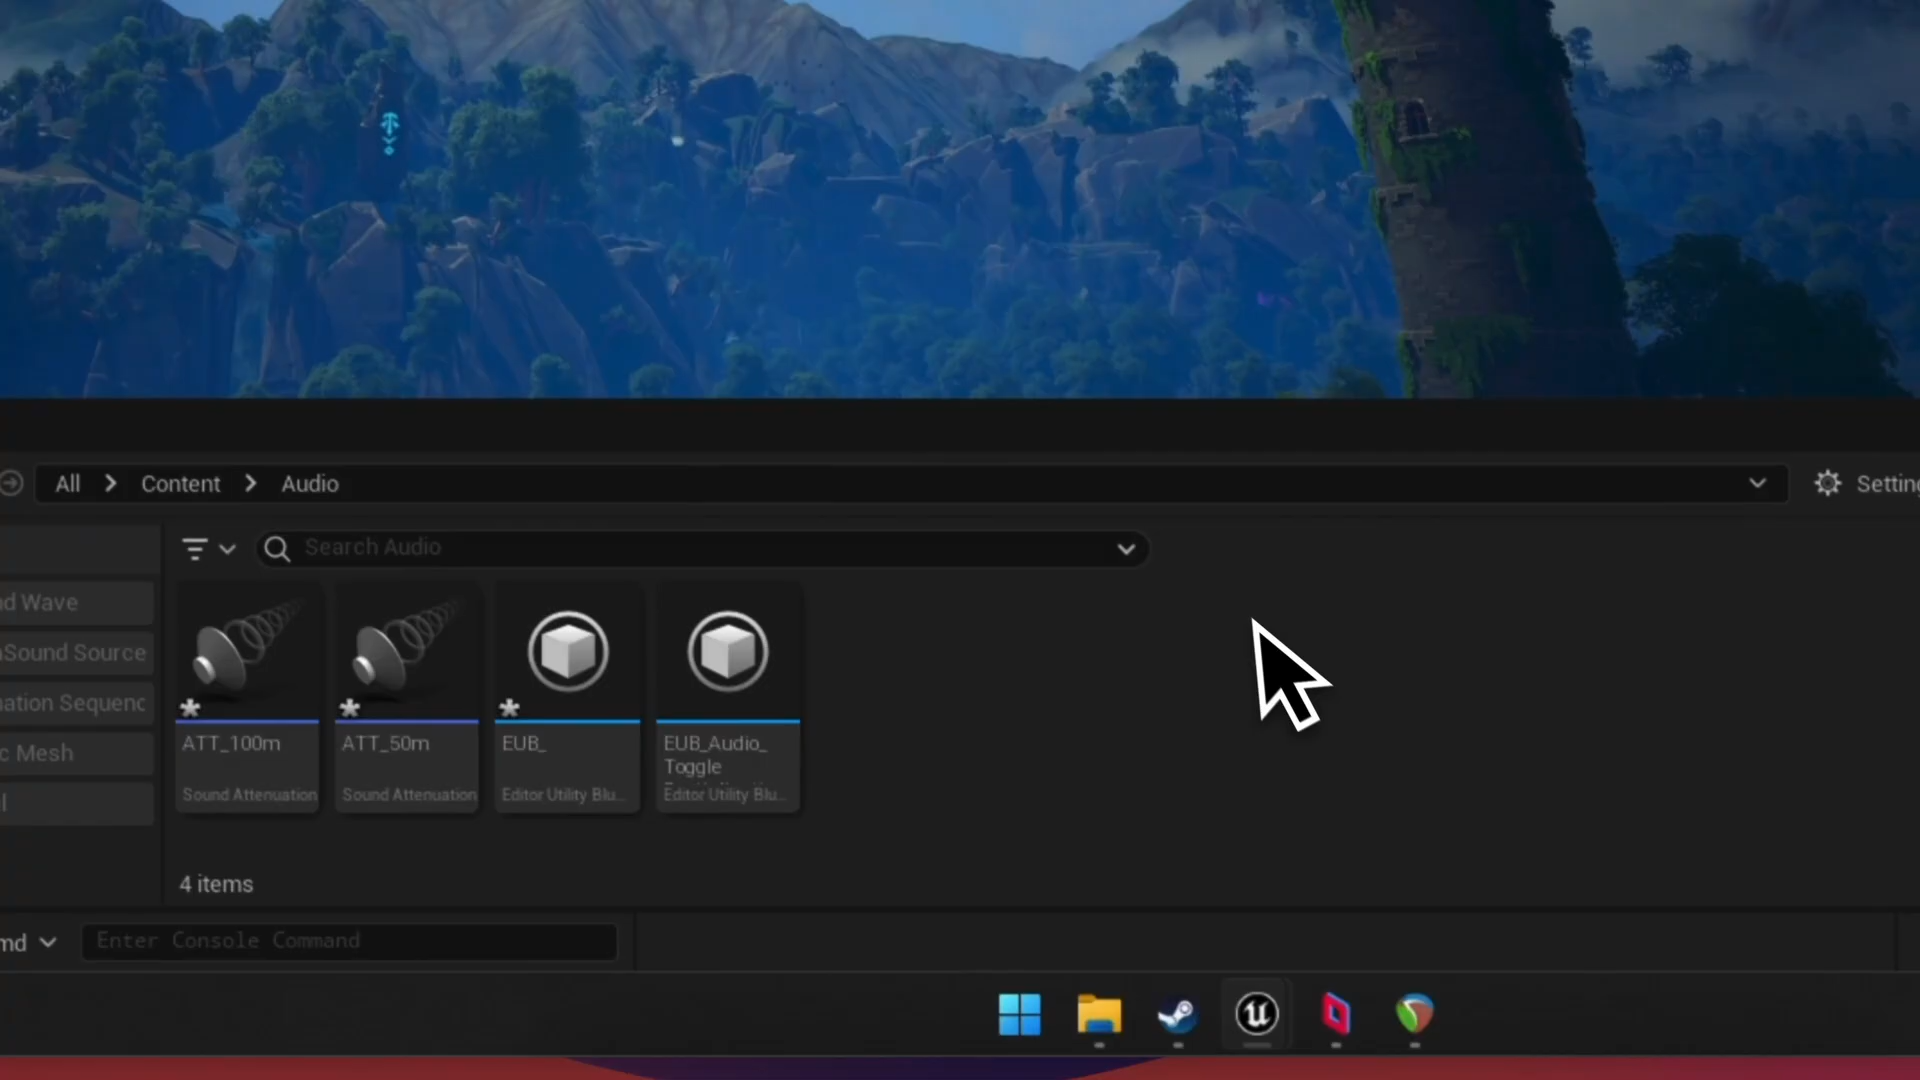 All > Content > Audio
Settin
Search Audio
d Wave
Sound Source
ation Sequenc
c Mesh
ATT_100m
Sound Attenuation
ATT_50m
Sound Attenuation
EUB_
Editor Utility Blu...
EUB_Audio_
Toggle
Editor Utility Blu...
4 items
md
Enter Console Command